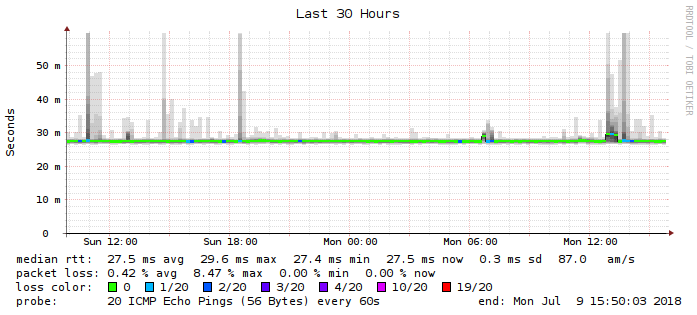 Last 30 Hours
RRDTOOL / TOBI OETIKER
Seconds
50 m
40 m
30 m
20 m
10 m
0
Sun 12:00 Sun 18:00 Mon 00:00 Mon 06:00 Mon 12:00
median rtt: 27.5 ms avg 29.6 ms max 27.4 ms min 27.5 ms now 0.3 ms sd 87.0 am/s
packet loss: 0.42 % avg 8.47 % max 0.00 % min 0.00 % now
loss color: 0 1/20 2/20 3/20 4/20 10/20 19/20
probe: 20 ICMP Echo Pings (56 Bytes) every 60s end: Mon Jul 9 15:50:03 2018